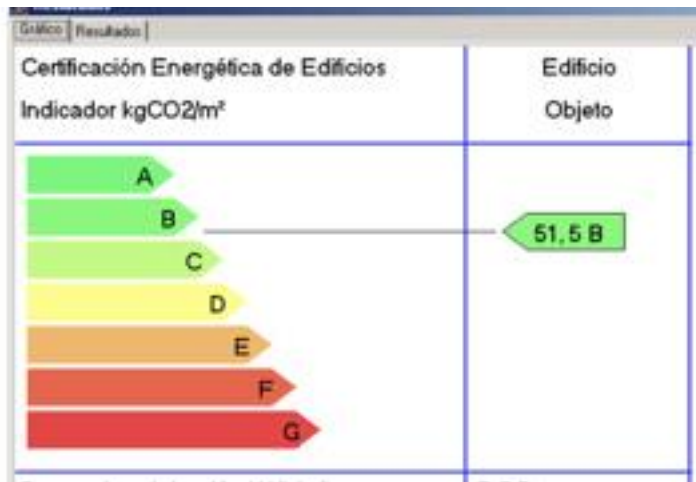 Gráfico Resultados
Certificación Energética de Edificios
Indicador kgCO2/m²
Edificio
Objeto
A
B
51,5 B
C
D
E
F
G